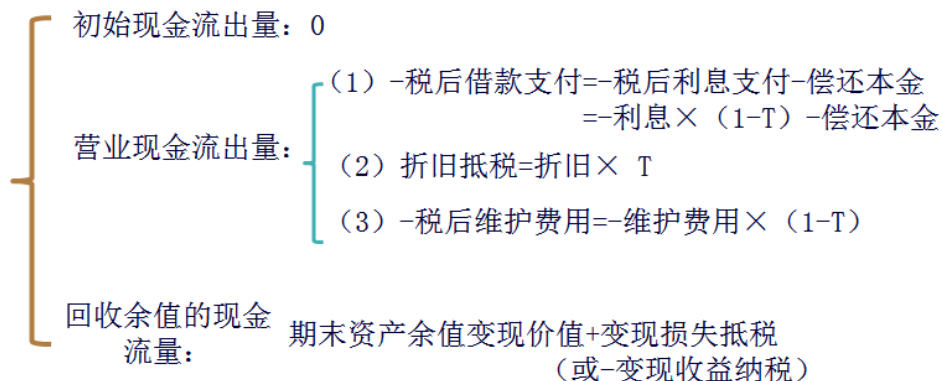 初始现金流出量：0
（1）-税后借款支付=-税后利息支付-偿还本金
=-利息×（1-T）-偿还本金
营业现金流出量：
（2）折旧抵税=折旧× T
（3）-税后维护费用=-维护费用×（1-T）
回收余值的现金
流量：
期末资产余值变现价值+变现损失抵税
（或-变现收益纳税）